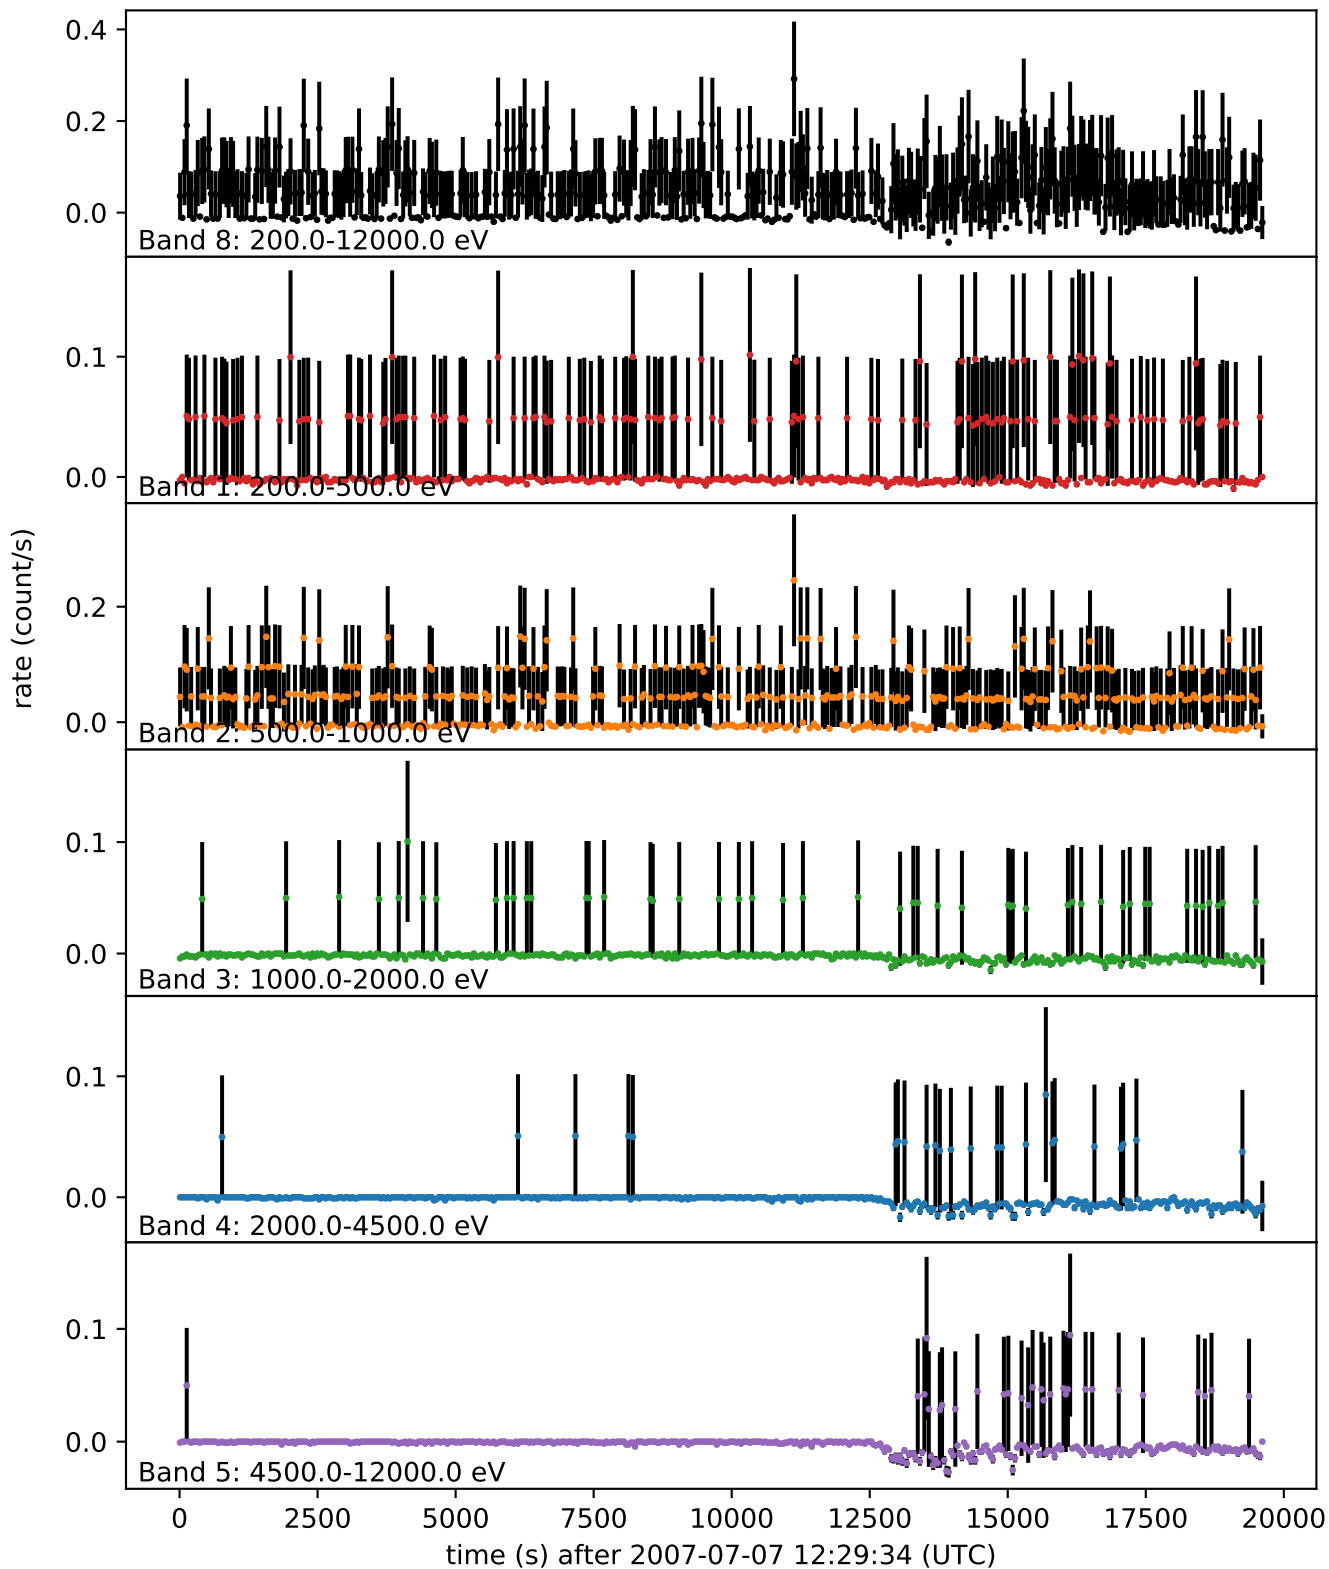 0.4
0.2
0.0
Band 8: 200.0-12000.0 eV
0.1
0.0
Band 1: 200.0-500.0 eV
rate (count/s)
0.2
0.0
Band 2: 500.0-1000.0 eV
0.1
0.0
Band 3: 1000.0-2000.0 eV
0.1
0.0
Band 4: 2000.0-4500.0 eV
0.1
0.0
Band 5: 4500.0-12000.0 eV
0 2500 5000 7500 10000 12500 15000 17500 20000
time (s) after 2007-07-07 12:29:34 (UTC)